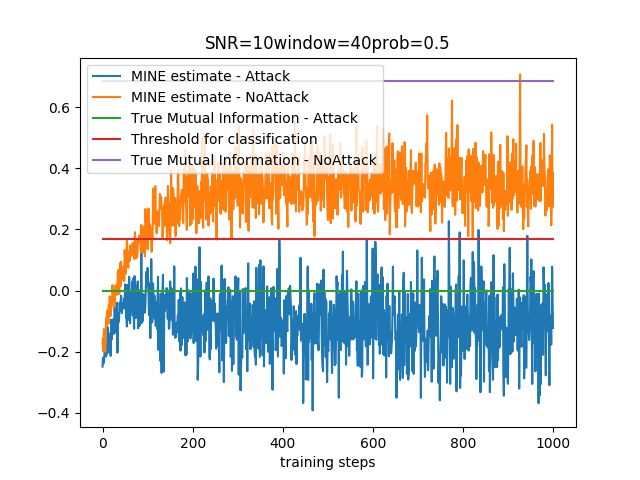 SNR=10window=40prob=0.5
MINE estimate - Attack
MINE estimate - NoAttack
True Mutual Information - Attack
Threshold for classification
True Mutual Information - NoAttack
0.6
0.4
0.2
0.0
−0.2
−0.4
0 200 400 600 800 1000
training steps